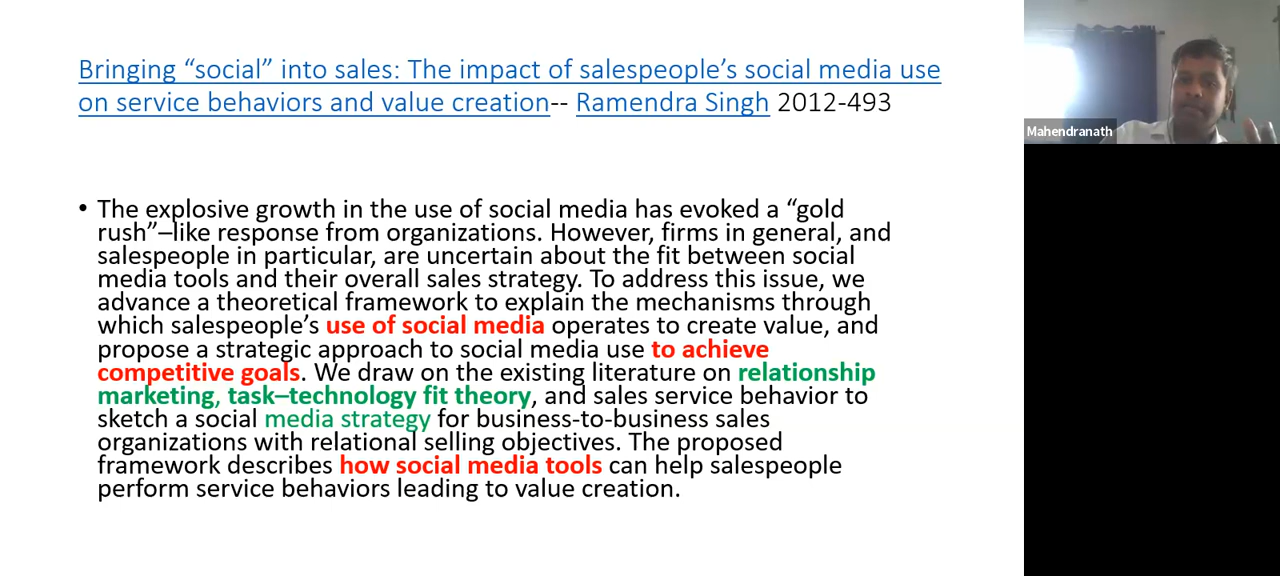 Bringing “social” into sales: The impact of salespeople’s social media use
on service behaviors and value creation-- Ramendra Singh 2012-493
• The explosive growth in the use of social media has evoked a “gold
rush”–like response from organizations. However, firms in general, and
salespeople in particular, are uncertain about the fit between social
media tools and their overall sales strategy. To address this issue, we
advance a theoretical framework to explain the mechanisms through
which salespeople’s use of social media operates to create value, and
propose a strategic approach to social media use to achieve
competitive goals. We draw on the existing literature on relationship
marketing, task–technology fit theory, and sales service behavior to
sketch a social media strategy for business-to-business sales
organizations with relational selling objectives. The proposed
framework describes how social media tools can help salespeople
perform service behaviors leading to value creation.
Mahendranath